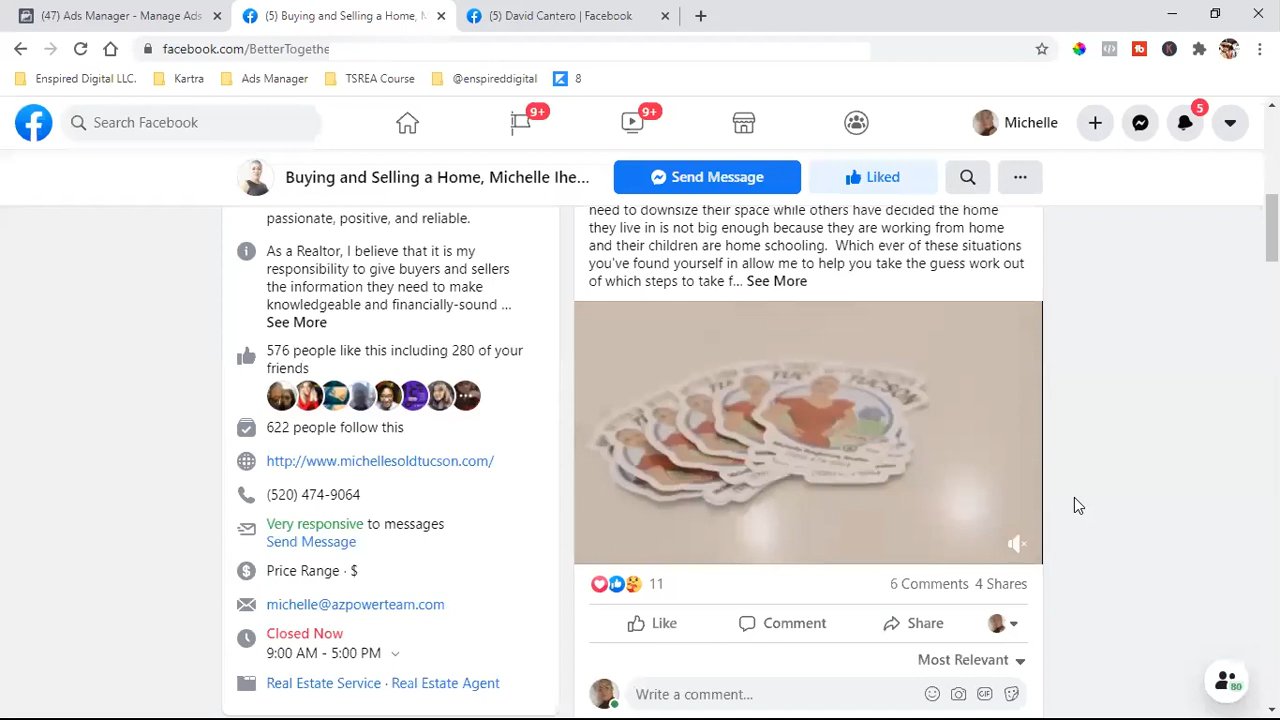 (47) Ads Manager - Manage Ads
(5) Buying and Selling a Home, M
(5) David Cantero | Facebook
facebook.com/BetterTogethe
Enspired Digital LLC.
Kartra
Ads Manager
TSREA Course
@enspireddigital
8
Search Facebook
9+
9+
Michelle
5
Buying and Selling a Home, Michelle Ihe...
Send Message
Liked
passionate, positive, and reliable.
As a Realtor, I believe that it is my
responsibility to give buyers and sellers
the information they need to make
knowledgeable and financially-sound ...
See More
576 people like this including 280 of your
friends
622 people follow this
http://www.michellesoldtucson.com/
(520) 474-9064
Very responsive to messages
Send Message
Price Range · $
michelle@azpowerteam.com
Closed Now
9:00 AM - 5:00 PM
Real Estate Service · Real Estate Agent
need to downsize their space while others have decided the home
they live in is not big enough because they are working from home
and their children are home schooling. Which ever of these situations
you've found yourself in allow me to help you take the guess work out
of which steps to take f... See More
TUCSON
11
6 Comments 4 Shares
Like
Comment
Share
Most Relevant
Write a comment...
GIF
80